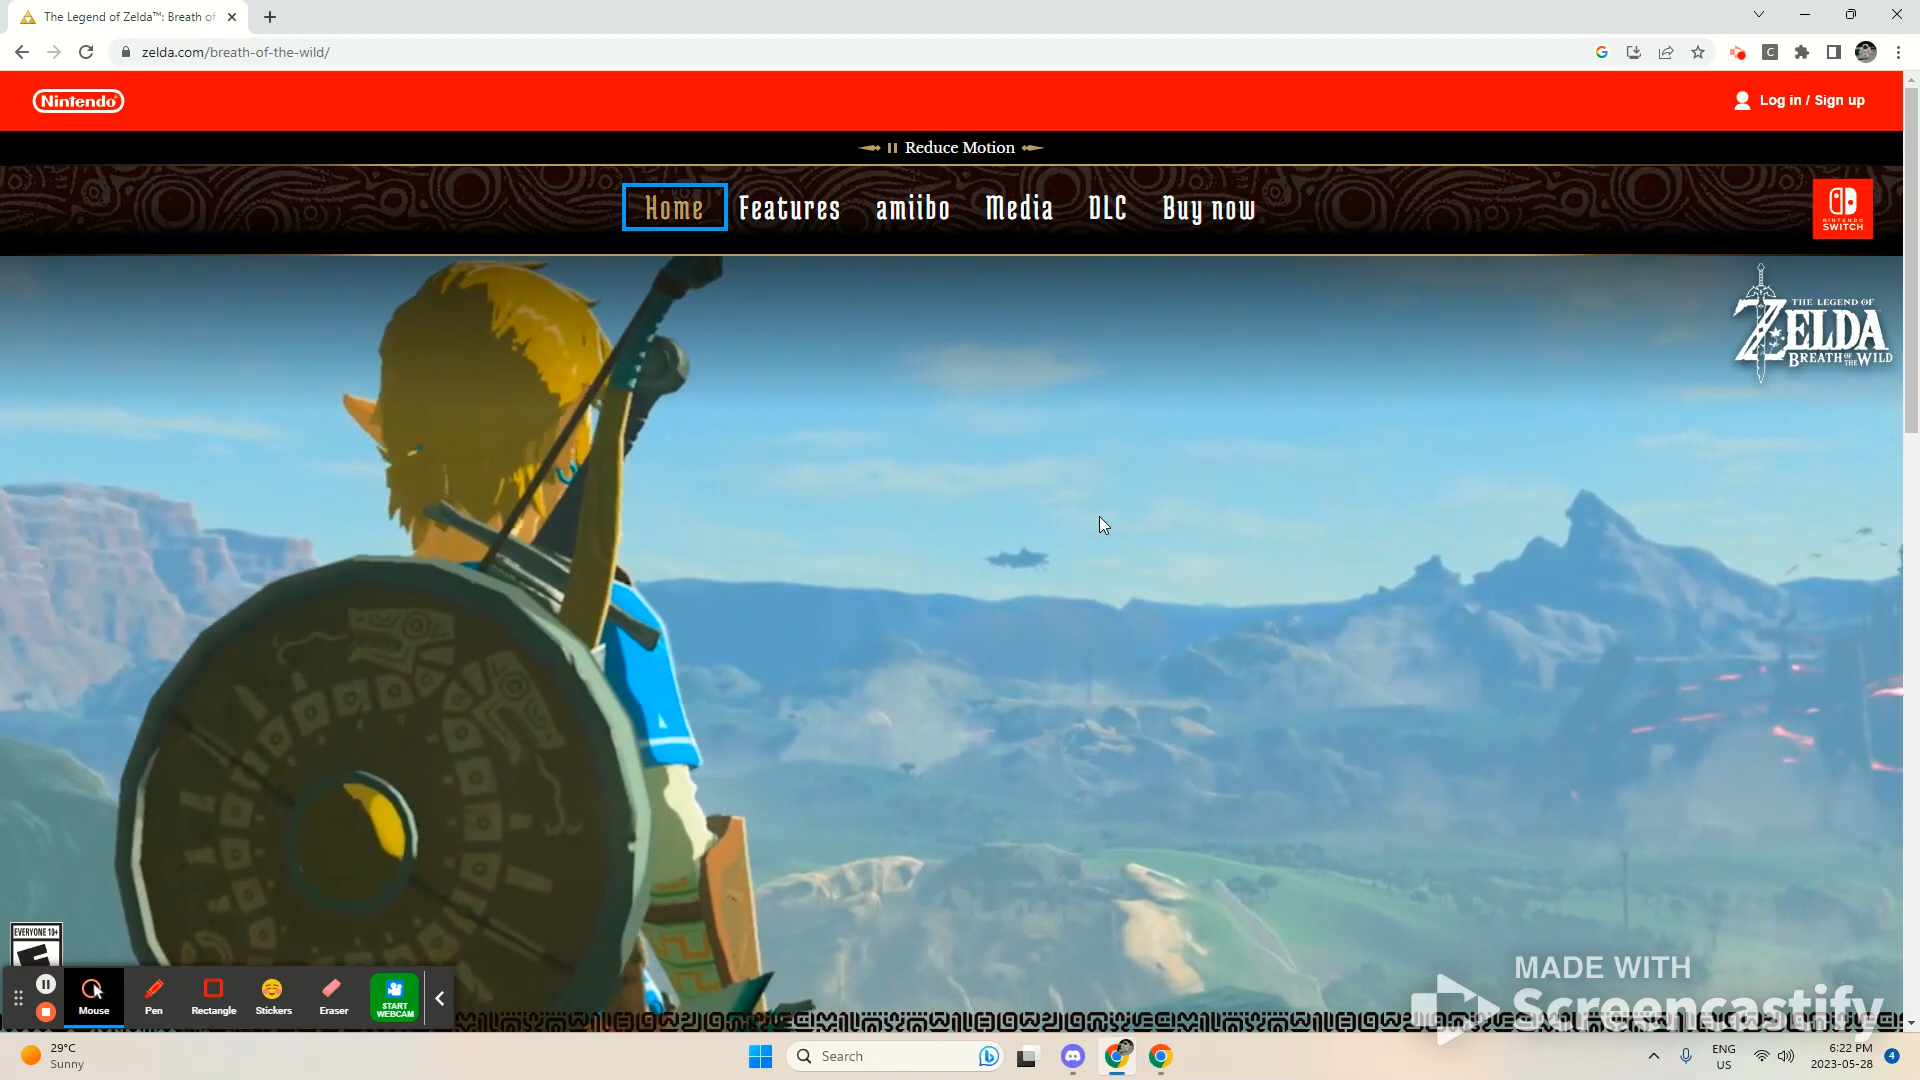 The Legend of Zelda™: Breath of
zelda.com/breath-of-the-wild/
Nintendo
Log in / Sign up
Reduce Motion
Home
Features
amiibo
Media
DLC
Buy now
NINTENDO
SWITCH
THE LEGEND OF
ZELDA
BREATH OF THE WILD
EVERYONE 10+
Mouse
Pen
Rectangle
Stickers
Eraser
START
WEBCAM
MADE WITH
Screencastify
29°C
Sunny
Search
ENG
US
6:22 PM
2023-05-28
4